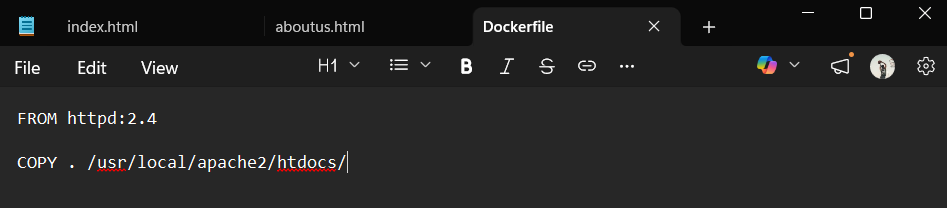 index.html
aboutus.html
Dockerfile
File
Edit
View
H1
B
I
S
FROM httpd:2.4
COPY . /usr/local/apache2/htdocs/